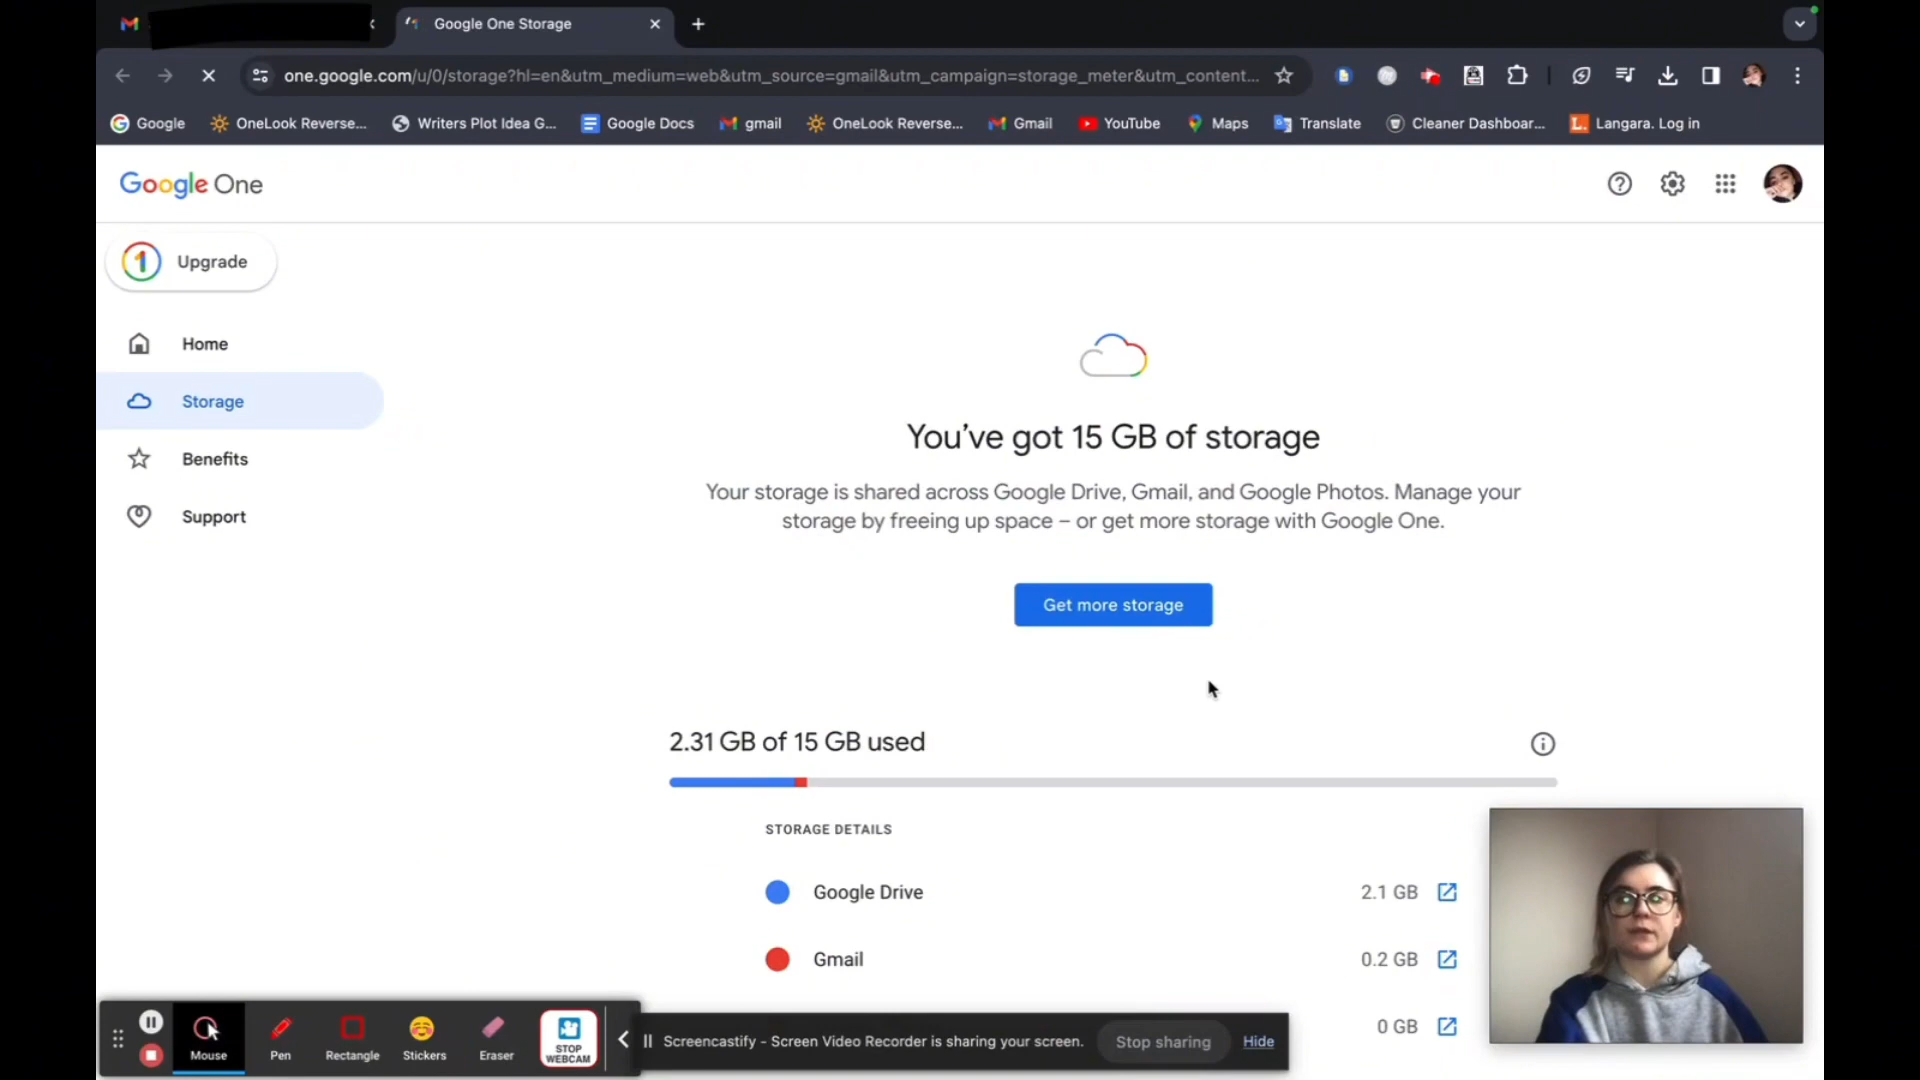 Google One Storage
one.google.com/u/0/storage?hl=en&utm_medium=web&utm_source=gmail&utm_campaign=storage_meter&utm_content...
Google
OneLook Reverse...
Writers Plot Idea G...
Google Docs
gmail
OneLook Reverse...
Gmail
YouTube
Maps
Translate
Cleaner Dashboar...
L.
Langara. Log in
Google One
1
Upgrade
Home
Storage
Benefits
Support
You've got 15 GB of storage
Your storage is shared across Google Drive, Gmail, and Google Photos. Manage your
storage by freeing up space – or get more storage with Google One.
Get more storage
2.31 GB of 15 GB used
STORAGE DETAILS
Google Drive
2.1 GB
Gmail
0.2 GB
0 GB
Mouse
Pen
Rectangle
Stickers
Eraser
STOP
WEBCAM
Screencastify - Screen Video Recorder is sharing your screen.
Stop sharing
Hide